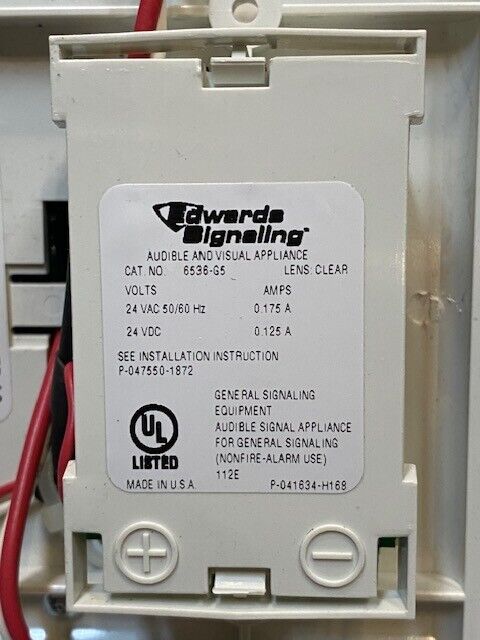 Edwards
Signaling
AUDIBLE AND VISUAL APPLIANCE
CAT. NO. 6536-G5 LENS: CLEAR
VOLTS AMPS
24 VAC 50/60 Hz 0.175 A
24 VDC 0.125 A
SEE INSTALLATION INSTRUCTION
P-047550-1872
GENERAL SIGNALING
EQUIPMENT
AUDIBLE SIGNAL APPLIANCE
FOR GENERAL SIGNALING
(NONFIRE-ALARM USE)
112E
UL
LISTED
MADE IN U.S.A. P-041634-H168
+ −